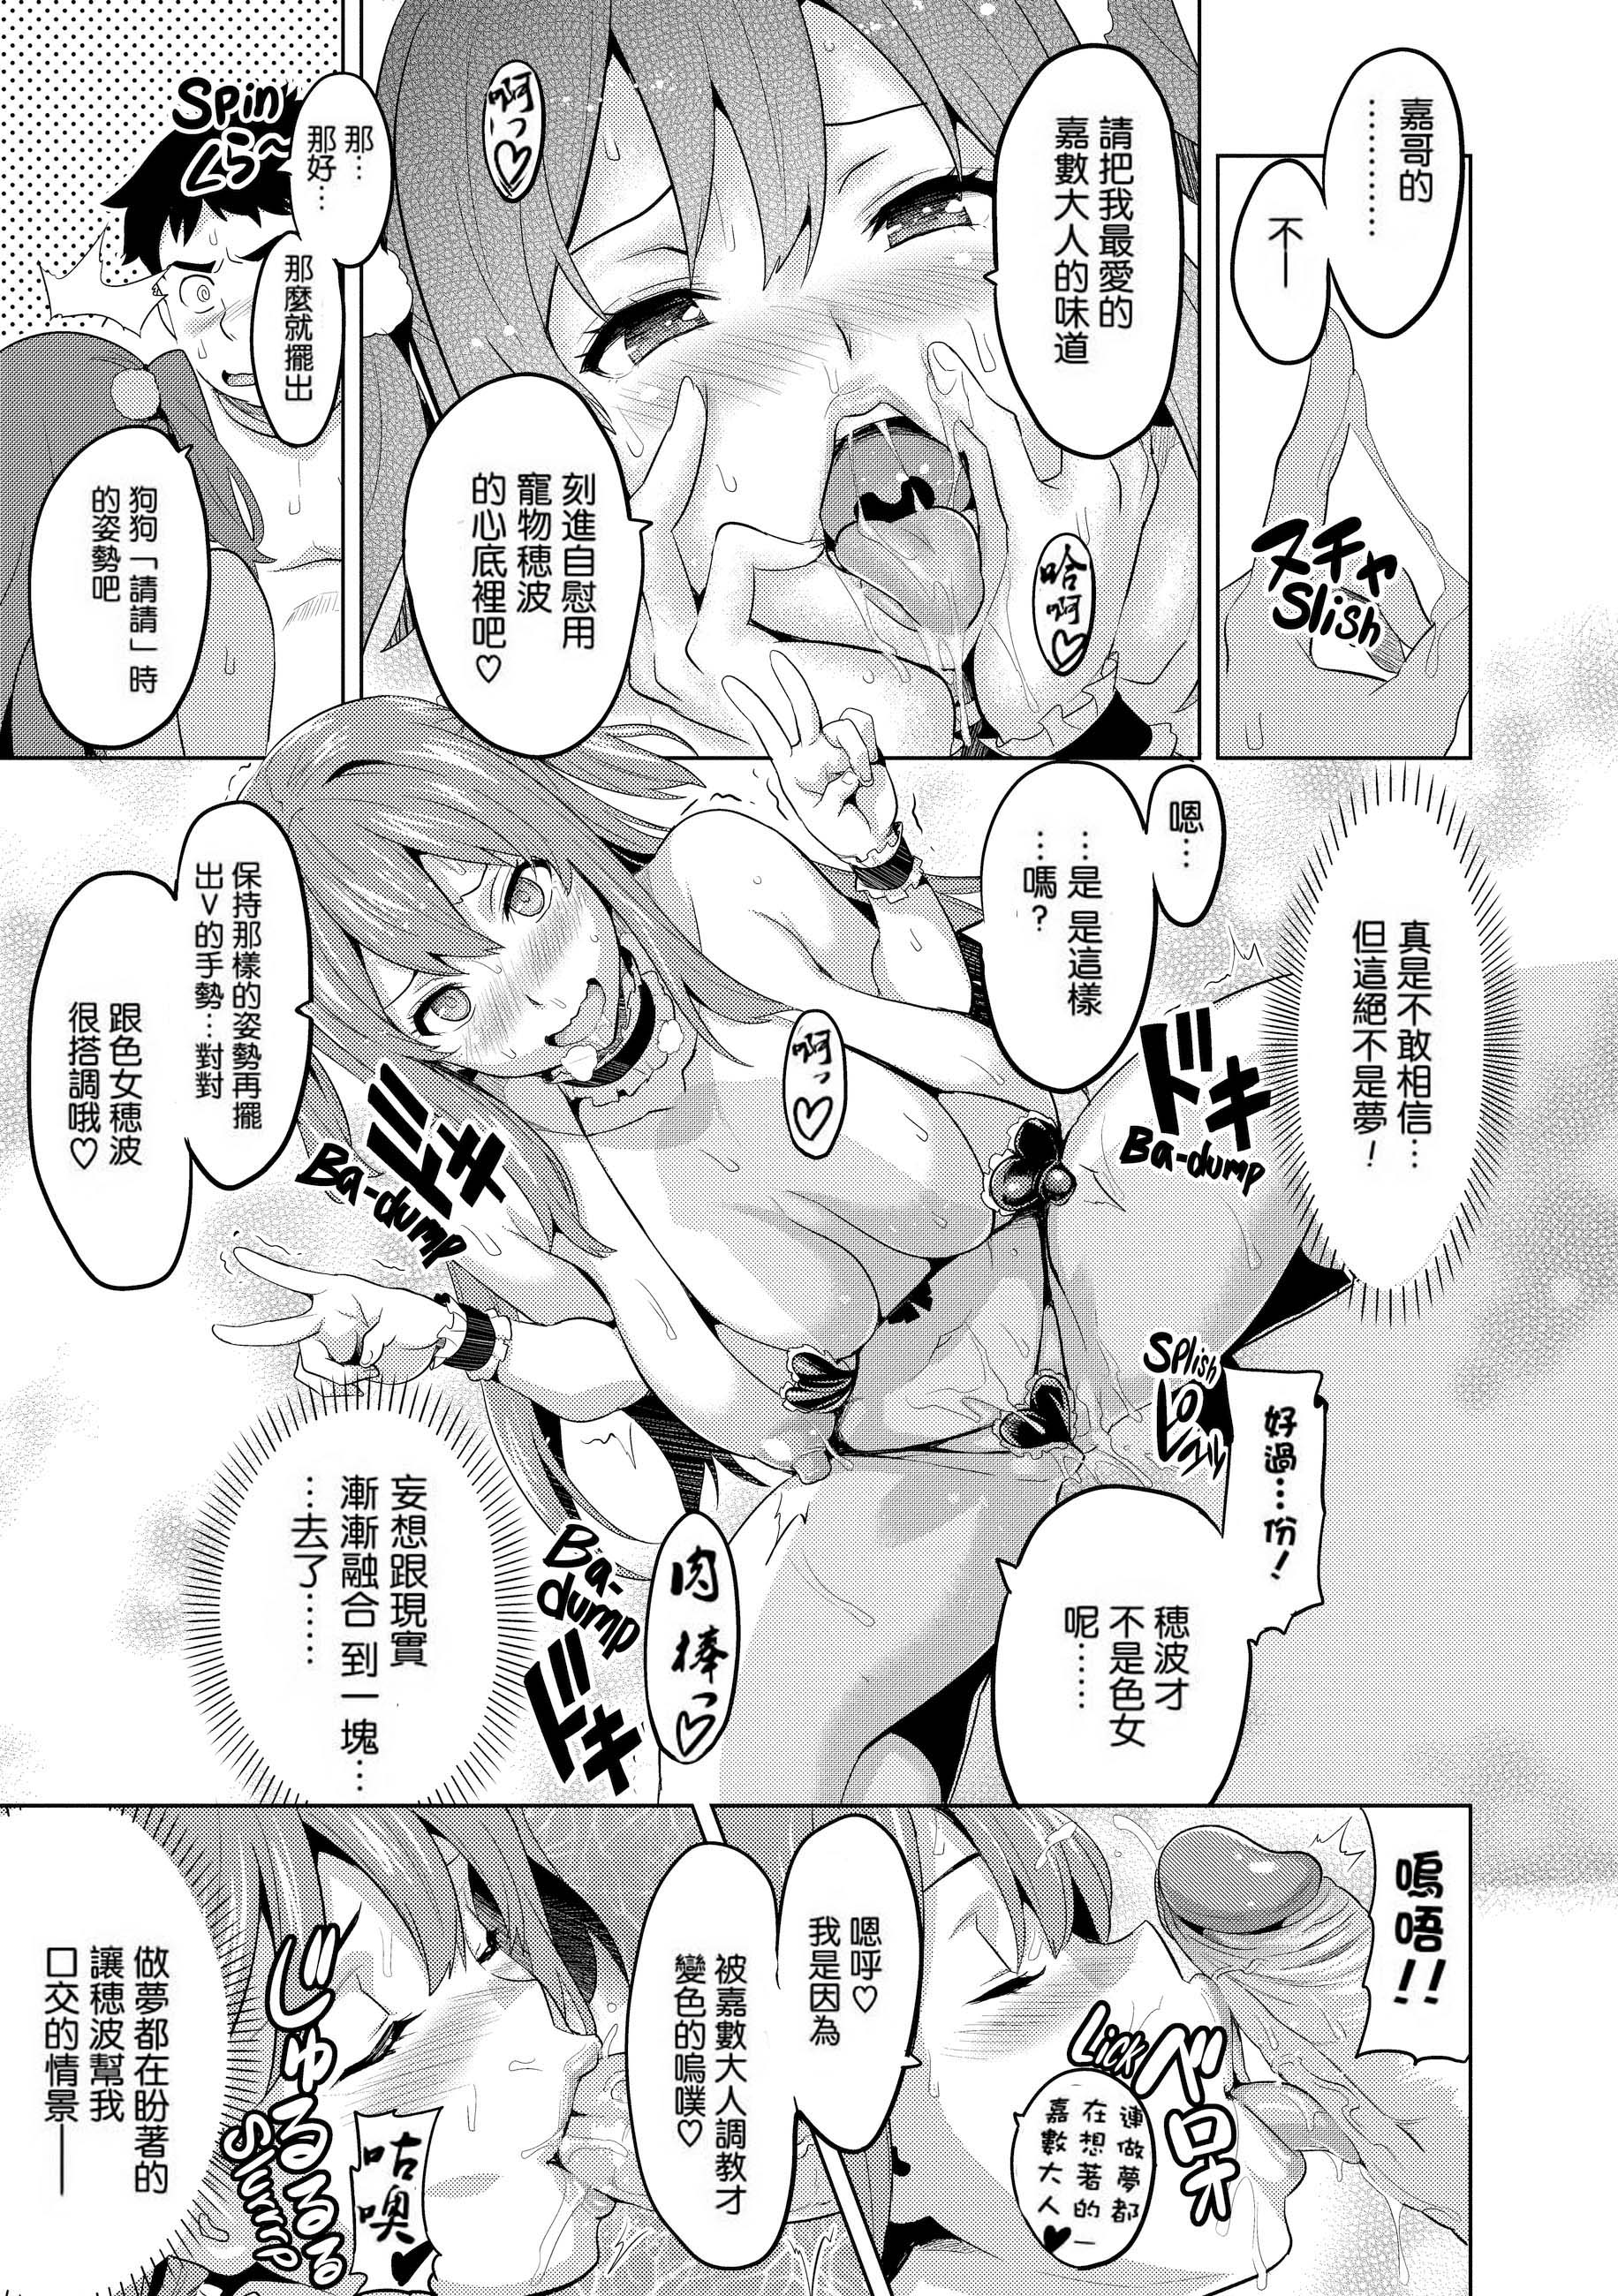 嘉哥的
………
不—
ヌチャ
Slish
請把我最愛的
嘉數大人的味道
啊っ♡
哈啊♡
刻進自慰用
寵物穂波
的心底裡吧♡
Spin
くら~
那…
那好…
那麼就擺出
狗狗「請請」時
的姿勢吧
真是不敢相信…
但這絕不是夢！
嗯…
…是 是這樣
…嗎？
啊っ♡
ドキ
Ba-dump
保持那樣的姿勢再擺
出V的手勢…對對
跟色女穂波
很搭調哦♡
ドキ
Ba-dump
Splish
好過…份！
穂波才
不是色女
呢……
肉棒っ♡
Ba-dump
ドキ
妄想跟現實
漸漸融合到一塊…
…去了……
嗚唔!!
Lick
ベロォ
連做夢都
在想著的—
嘉數大人♥
嗯呼♡
我是因為
被嘉數大人調教才
變色的嗚噗♡
じゅるるるる
Slurrrp
咕噢♥
做夢都在盼著的
讓穂波幫我
口交的情景——